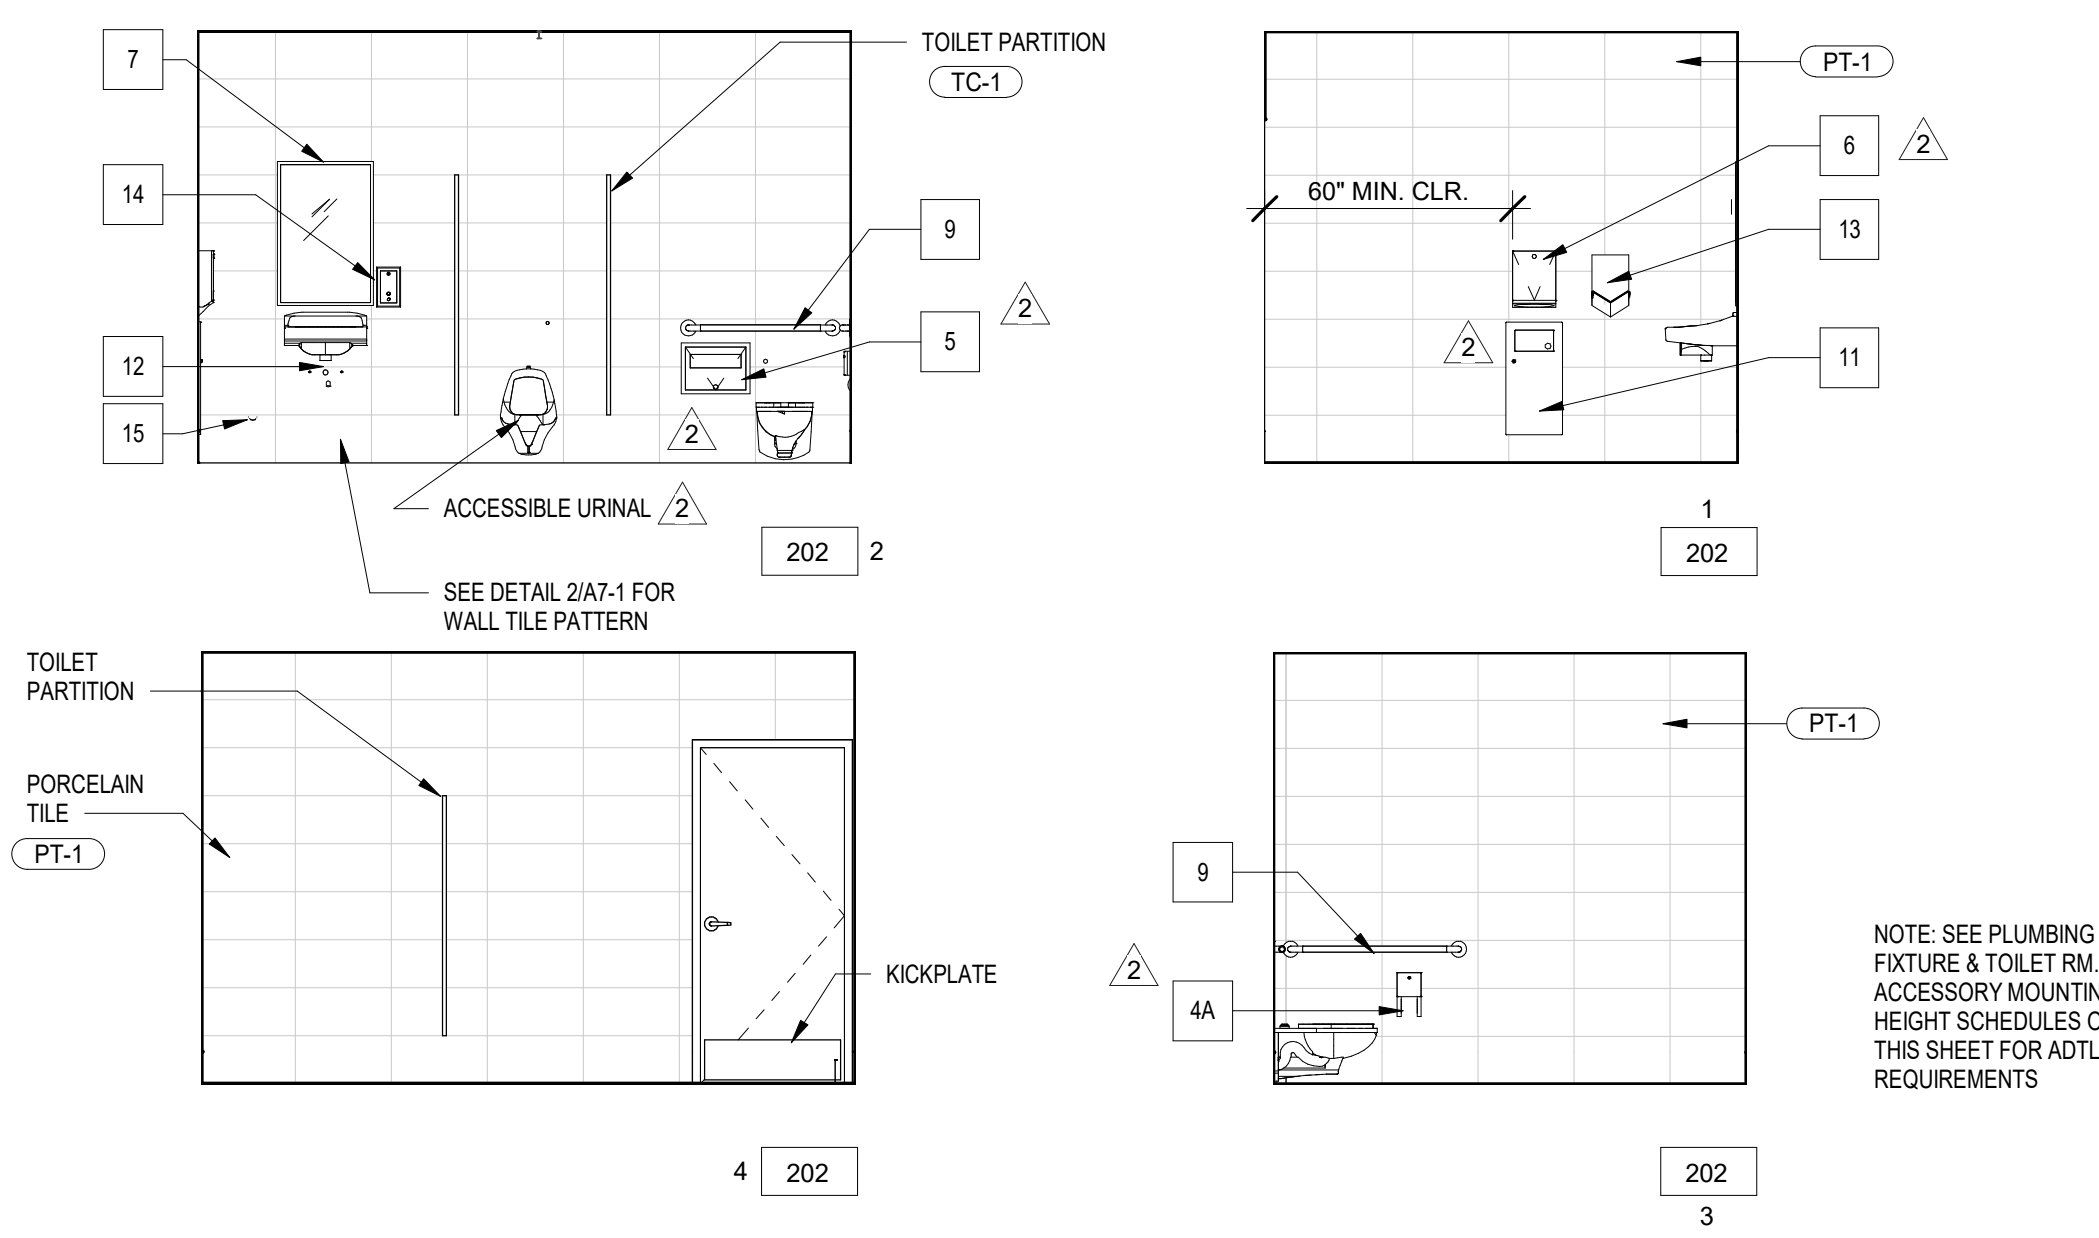 7
14
12
15
TOILET PARTITION
TC-1
9
2
5
2
ACCESSIBLE URINAL 2
202 2
SEE DETAIL 2/A7-1 FOR
WALL TILE PATTERN
PT-1
6 2
60" MIN. CLR.
13
2
11
1
202
TOILET
PARTITION
PORCELAIN
TILE
PT-1
KICKPLATE
4 202
PT-1
9
2
4A
NOTE: SEE PLUMBING
FIXTURE & TOILET RM.
ACCESSORY MOUNTIN
HEIGHT SCHEDULES O
THIS SHEET FOR ADTL
REQUIREMENTS
202
3